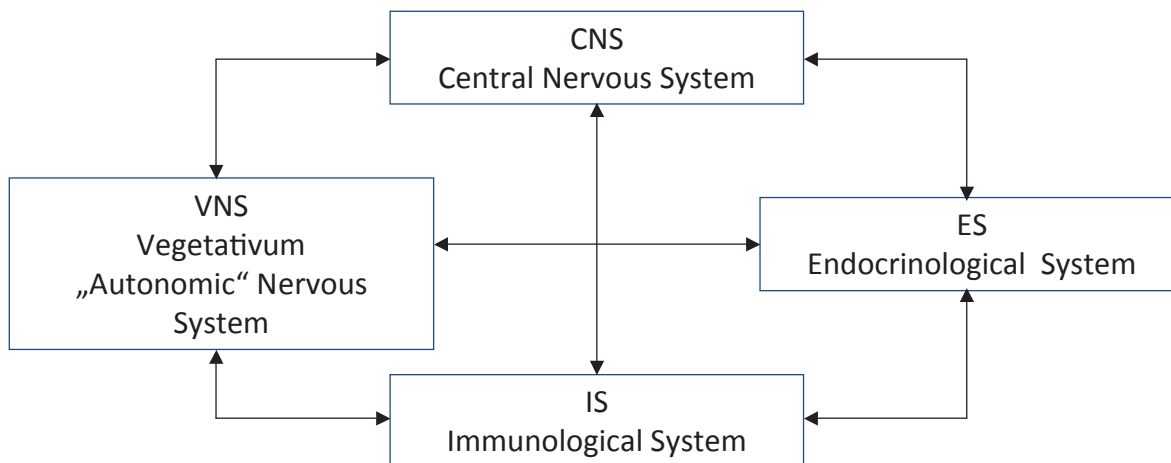 CNS
Central Nervous System
VNS
Vegetativum
„Autonomic“ Nervous
System
ES
Endocrinological System
IS
Immunological System